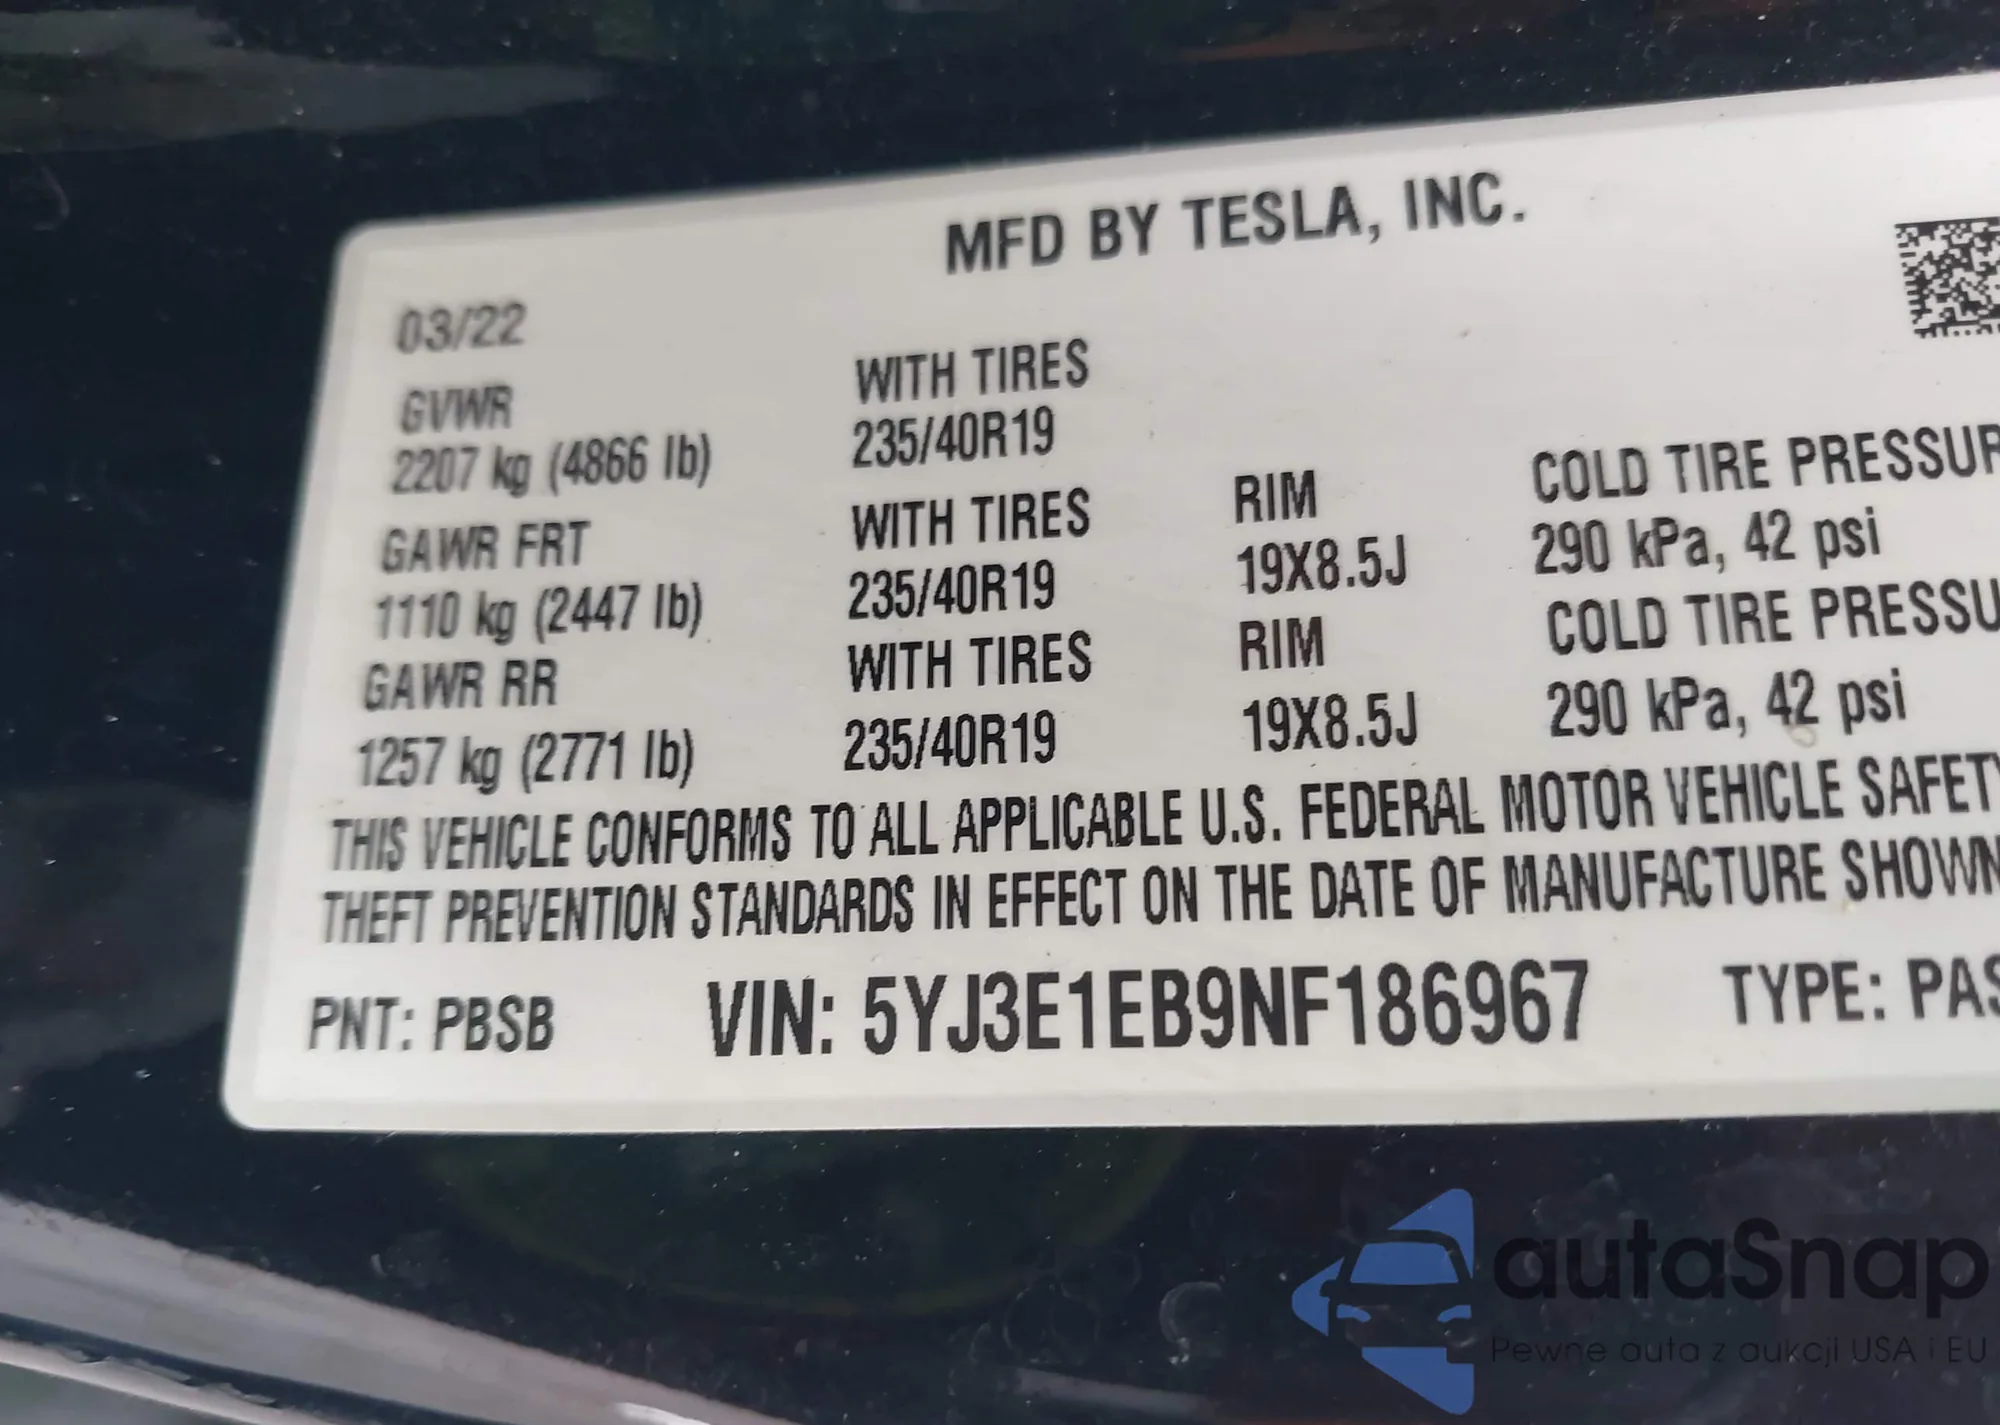 MFD BY TESLA, INC.
03/22
GVWR WITH TIRES
2207 kg (4866 lb) 235/40R19
GAWR FRT WITH TIRES RIM COLD TIRE PRESSUR
1110 kg (2447 lb) 235/40R19 19X8.5J 290 kPa, 42 psi
GAWR RR WITH TIRES RIM COLD TIRE PRESSU
1257 kg (2771 lb) 235/40R19 19X8.5J 290 kPa, 42 psi
THIS VEHICLE CONFORMS TO ALL APPLICABLE U.S. FEDERAL MOTOR VEHICLE SAFETY
THEFT PREVENTION STANDARDS IN EFFECT ON THE DATE OF MANUFACTURE SHOWN
PNT: PBSB VIN: 5YJ3E1EB9NF186967 TYPE: PAS
autaSnap
Pewne auta z aukcji USA i EU